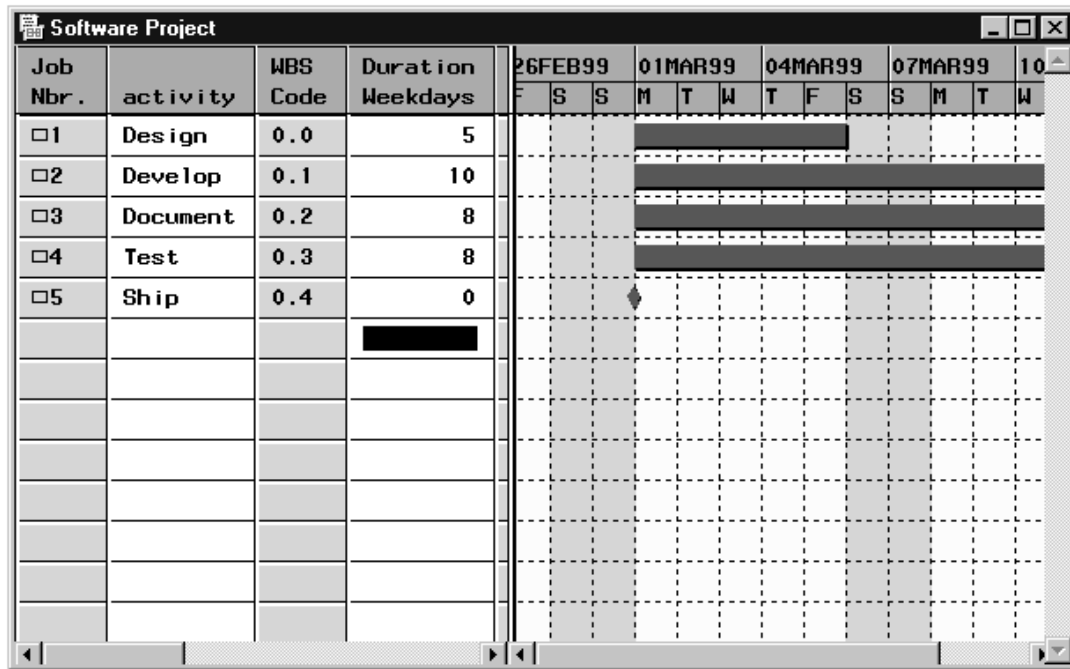 Software Project
Job WBS Duration 26FEB99 01MAR99 04MAR99 07MAR99 10
Nbr. activity Code Weekdays F S S M T W T F S S M T W
1 Design 0.0 5
2 Develop 0.1 10
3 Document 0.2 8
4 Test 0.3 8
5 Ship 0.4 0